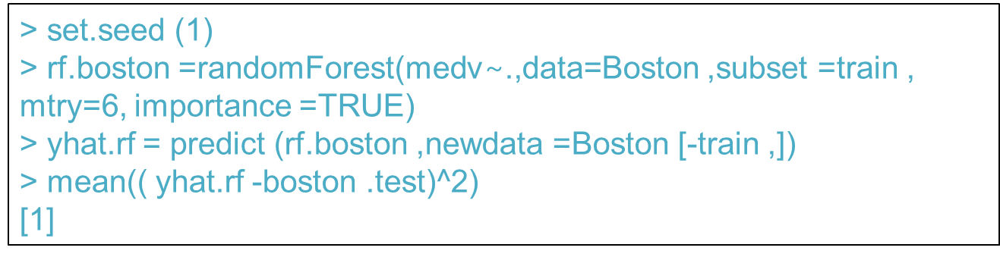 > set.seed (1)
> rf.boston =randomForest(medv~.,data=Boston ,subset =train ,
mtry=6, importance =TRUE)
> yhat.rf = predict (rf.boston ,newdata =Boston [-train ,])
> mean(( yhat.rf -boston .test)^2)
[1]